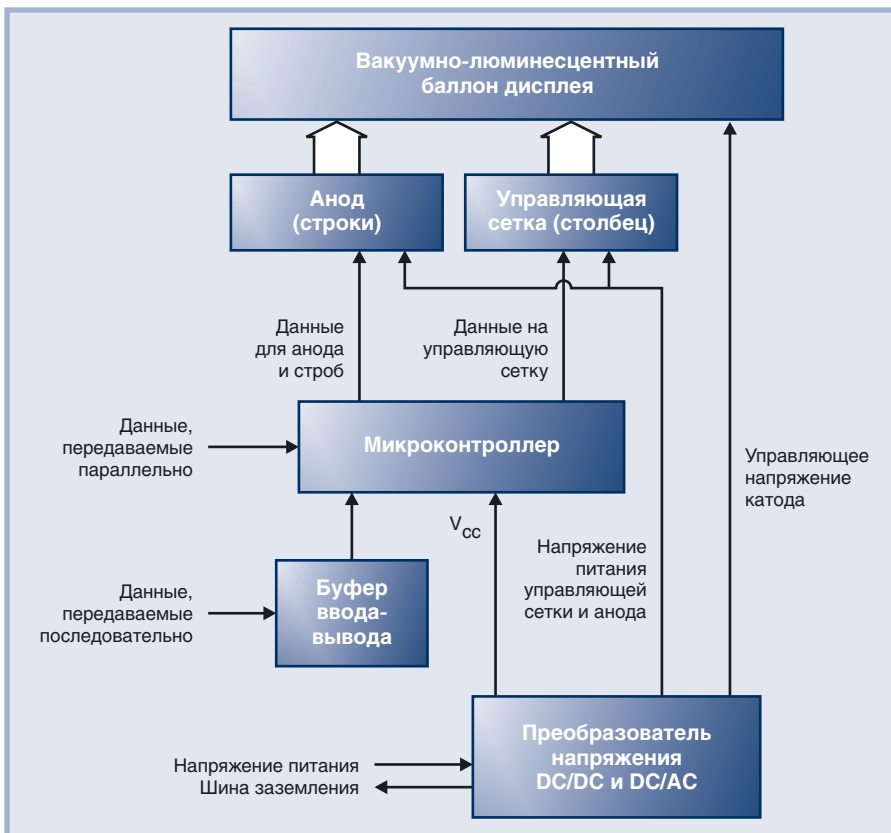 Вакуумно-люминесцентный
баллон дисплея
Анод
(строки)
Управляющая
сетка (столбец)
Данные
для анода
и строб
Данные на
управляющую
сетку
Данные,
передаваемые
параллельно
Микроконтроллер
Управляющее
напряжение
катода
Vcc
Напряжение
питания
управляющей
сетки и анода
Данные,
передаваемые
последовательно
Буфер
ввода-
вывода
Преобразователь
напряжения
DC/DC и DC/AC
Напряжение питания
Шина заземления